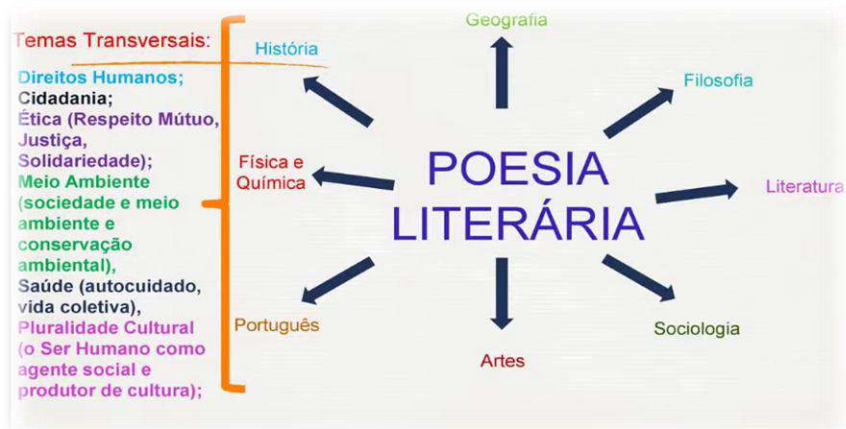 Temas Transversais:
Direitos Humanos;
Cidadania;
Ética (Respeito Mútuo,
Justiça,
Solidariedade);
Meio Ambiente
(sociedade e meio
ambiente e
conservação
ambiental),
Saúde (autocuidado,
vida coletiva),
Pluralidade Cultural
(o Ser Humano como
agente social e
produtor de cultura);
História
Geografia
Filosofia
Física e
Química
POESIA
LITERÁRIA
Literatura
Português
Artes
Sociologia